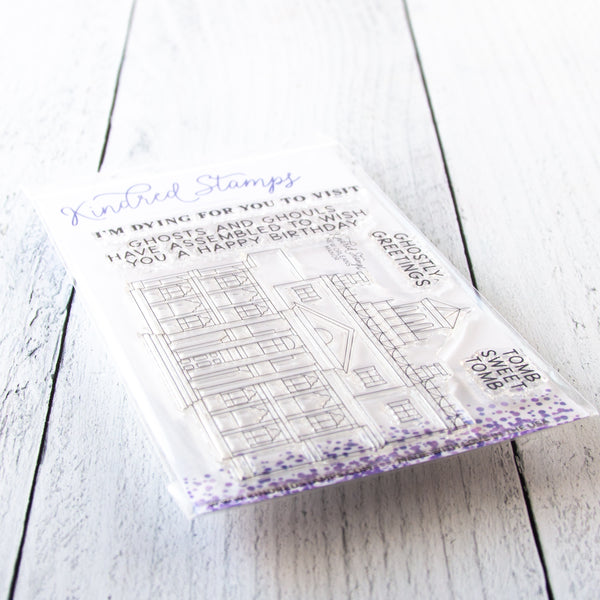 Kindred Stamps
I'M DYING FOR YOU TO VISIT
GHOSTS AND GHOULS
HAVE ASSEMBLED TO WISH
YOU A HAPPY BIRTHDAY
GHOSTLY
GREETINGS
TOMB
SWEET
TOMB